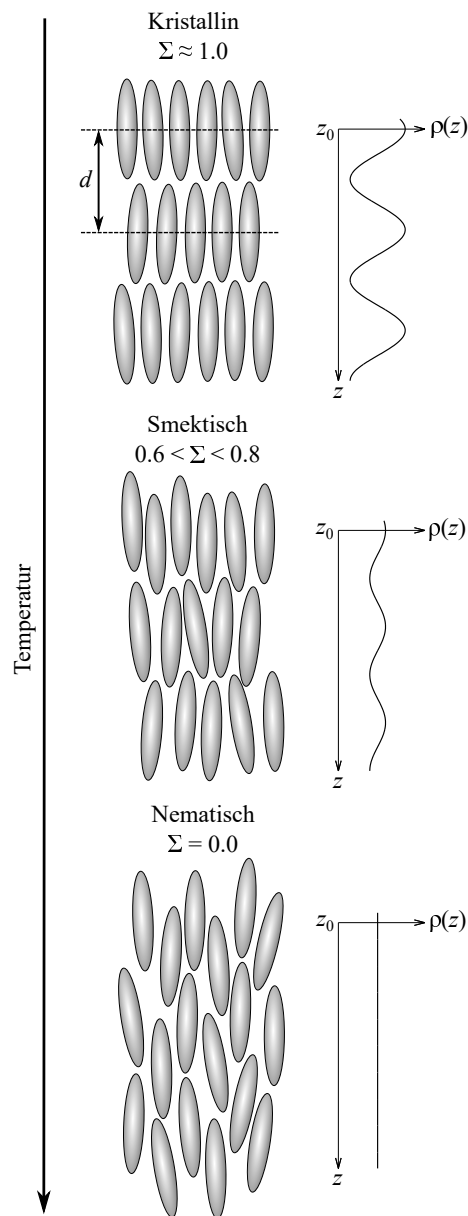 Kristallin
Σ ≈ 1.0
z0
ρ(z)
d
z
Smektisch
0.6 < Σ < 0.8
z0
ρ(z)
z
Temperatur
Nematisch
Σ = 0.0
z0
ρ(z)
z